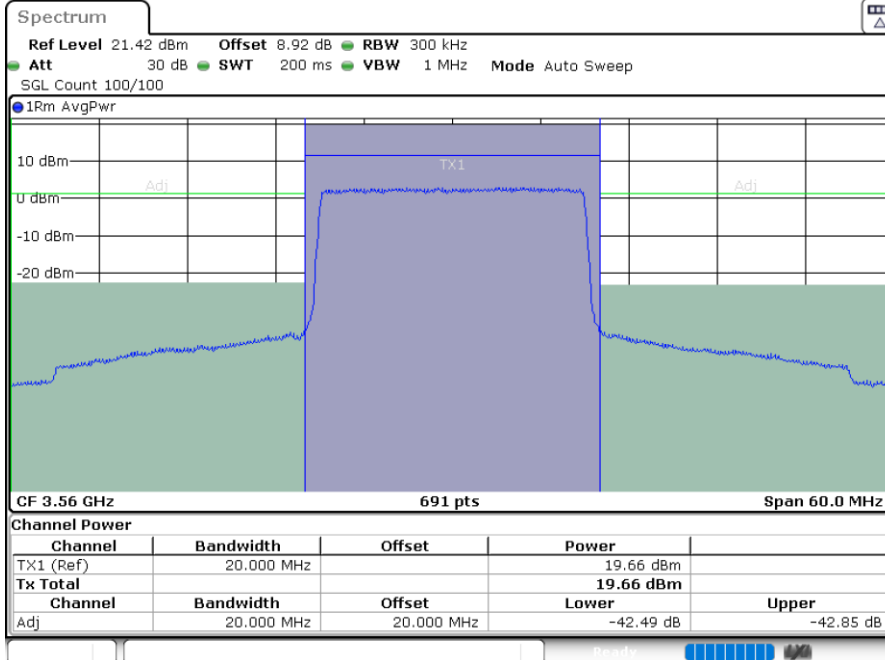 Spectrum
Ref Level 21.42 dBm Offset 8.92 dB RBW 300 kHz
Att 30 dB SWT 200 ms VBW 1 MHz Mode Auto Sweep
SGL Count 100/100
1Rm AvgPwr
10 dBm
TX1
Adj Adj
0 dBm
-10 dBm
-20 dBm
CF 3.56 GHz 691 pts Span 60.0 MHz
Channel Power
Channel Bandwidth Offset Power
TX1 (Ref) 20.000 MHz 19.66 dBm
Tx Total 19.66 dBm
Channel Bandwidth Offset Lower Upper
Adj 20.000 MHz 20.000 MHz -42.49 dB -42.85 dB
Ready